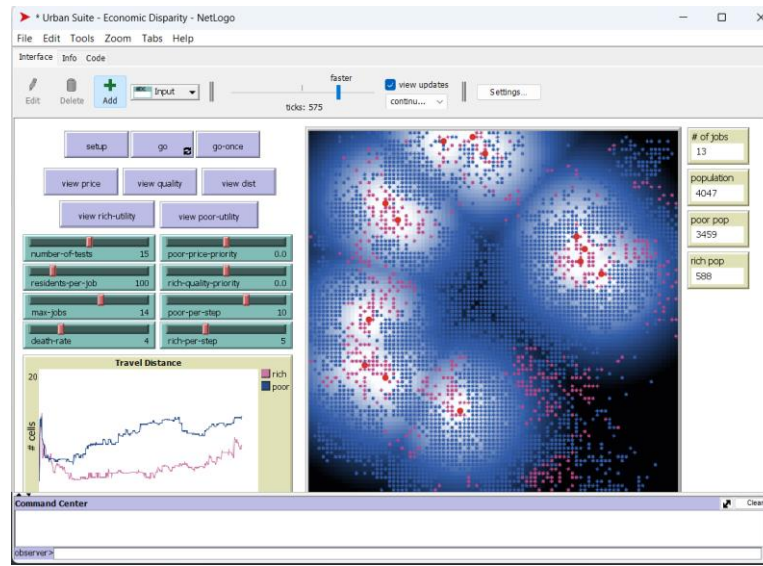 * Urban Suite - Economic Disparity - NetLogo
File Edit Tools Zoom Tabs Help
Interface Info Code
Edit Delete Add Input faster view updates
ticks: 575 continu... Settings...
setup go go-once
view price view quality view dist
view rich-utility view poor-utility
number-of-tests 15 poor-price-priority 0.0
residents-per-job 100 rich-quality-priority 0.0
max-jobs 14 poor-per-step 10
death-rate 4 rich-per-step 5
Travel Distance
20
# cells
rich
poor
# of jobs
13
population
4047
poor pop
3459
rich pop
588
Command Center
Clear
observer>